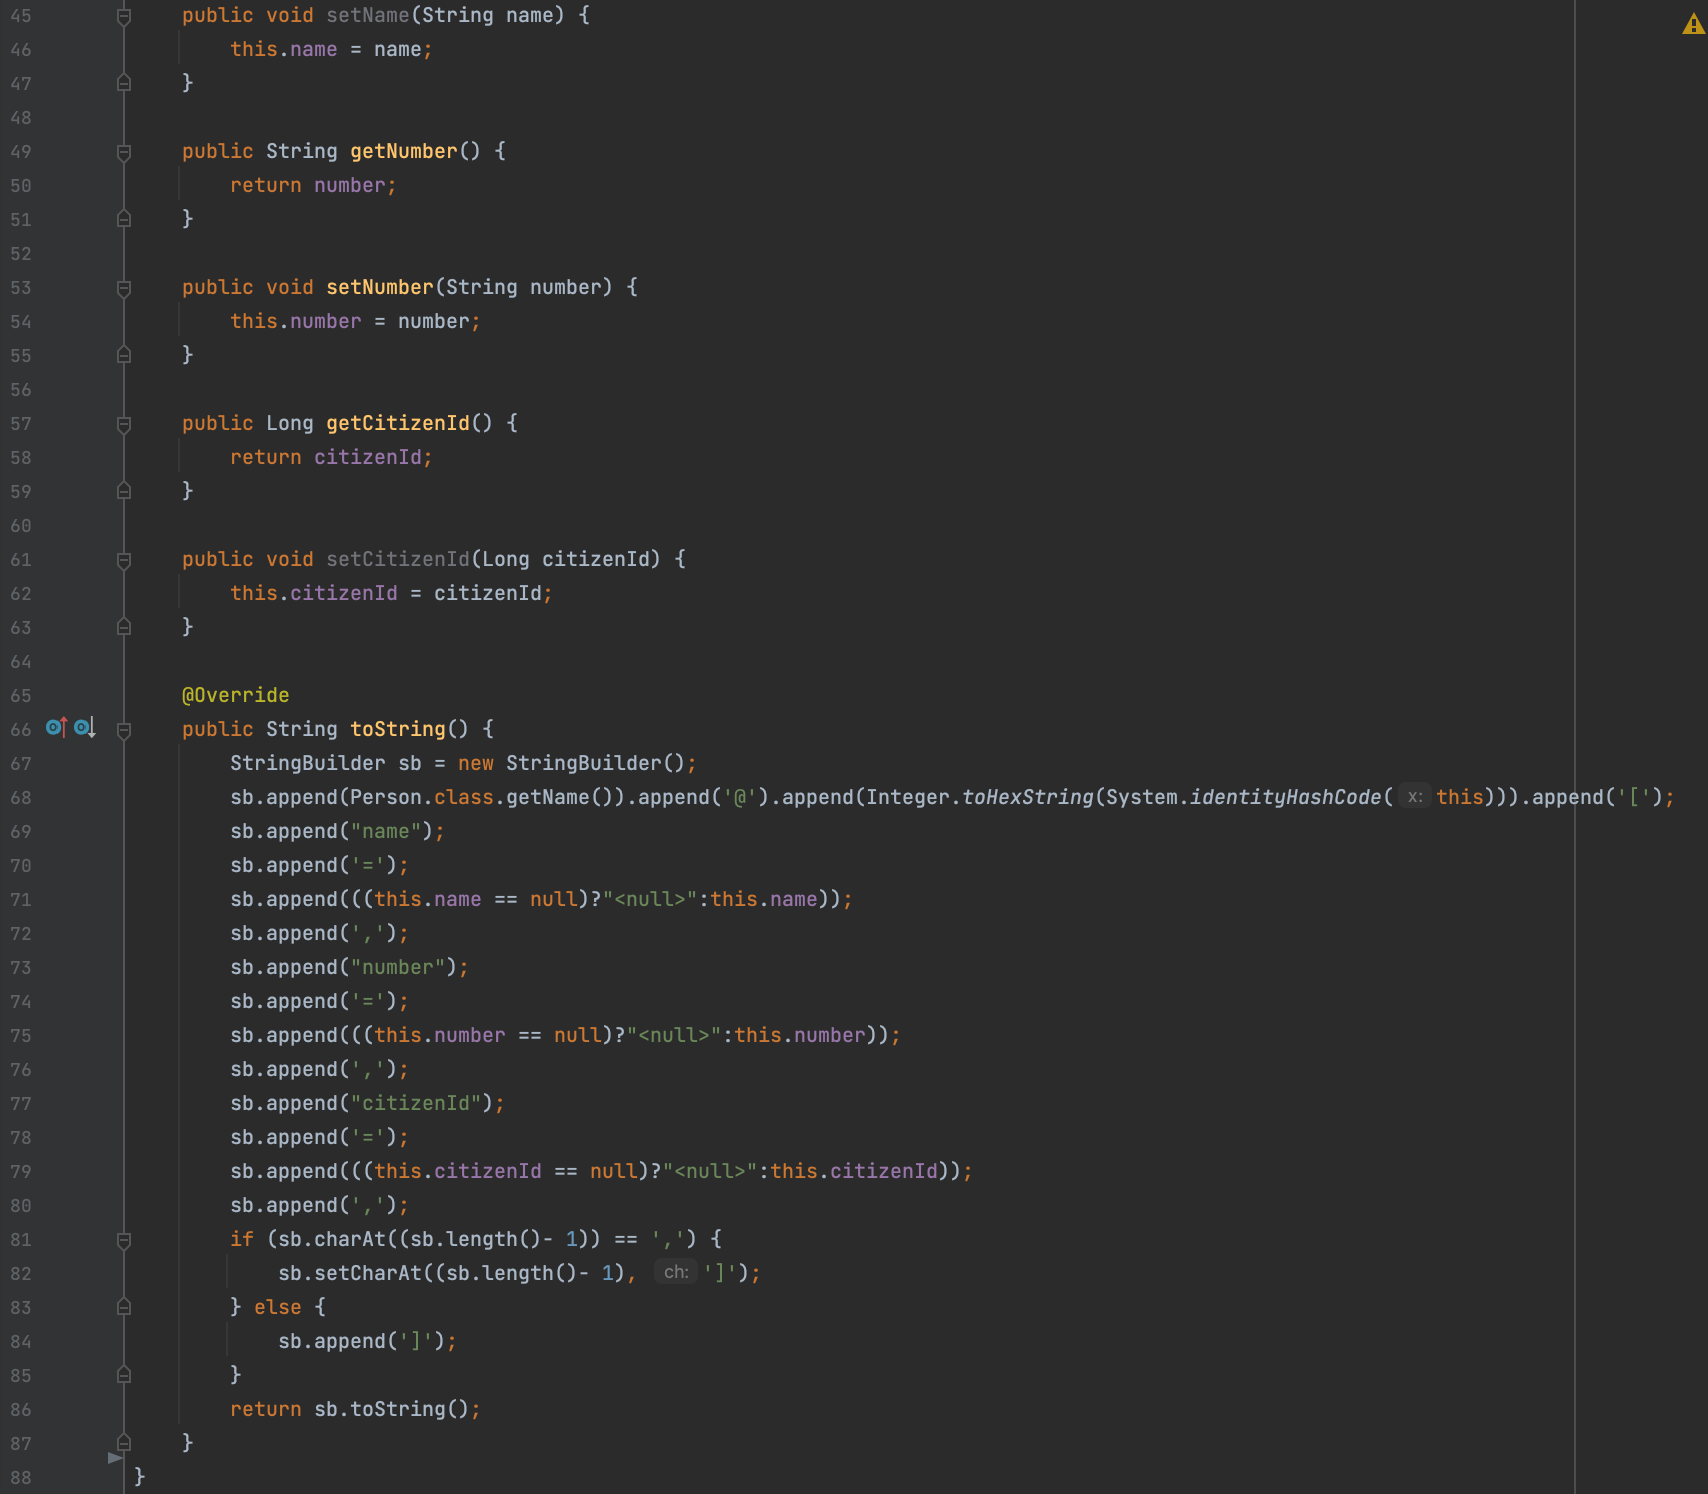 45 public void setName(String name) {
46 this.name = name;
47 }
48
49 public String getNumber() {
50 return number;
51 }
52
53 public void setNumber(String number) {
54 this.number = number;
55 }
56
57 public Long getCitizenId() {
58 return citizenId;
59 }
60
61 public void setCitizenId(Long citizenId) {
62 this.citizenId = citizenId;
63 }
64
65 @Override
66 public String toString() {
67 StringBuilder sb = new StringBuilder();
68 sb.append(Person.class.getName()).append('@').append(Integer.toHexString(System.identityHashCode( x: this))).append('[');
69 sb.append("name");
70 sb.append('=');
71 sb.append(((this.name == null)?"<null>":this.name));
72 sb.append(',');
73 sb.append("number");
74 sb.append('=');
75 sb.append(((this.number == null)?"<null>":this.number));
76 sb.append(',');
77 sb.append("citizenId");
78 sb.append('=');
79 sb.append(((this.citizenId == null)?"<null>":this.citizenId));
80 sb.append(',');
81 if (sb.charAt((sb.length()- 1)) == ',') {
82 sb.setCharAt((sb.length()- 1), ch: ']');
83 } else {
84 sb.append(']');
85 }
86 return sb.toString();
87 }
88 }